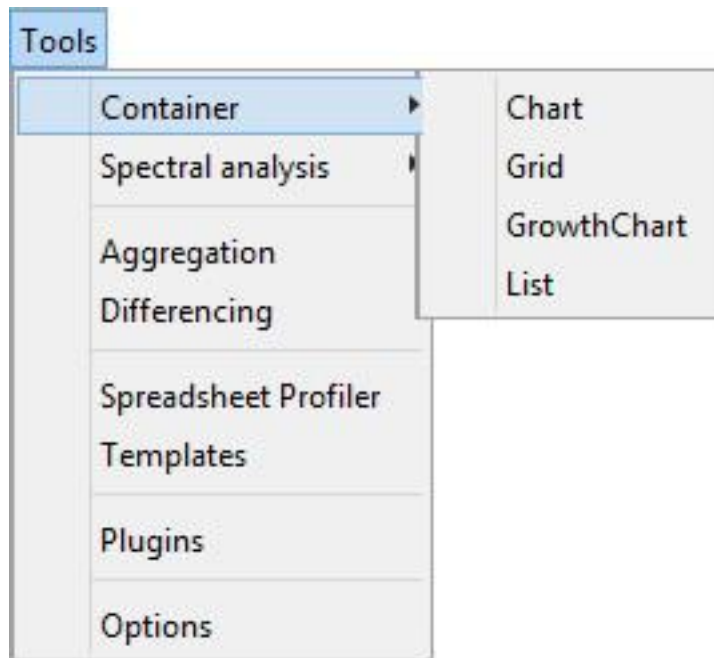 Tools
Container
Chart
Spectral analysis
Grid
GrowthChart
Aggregation
List
Differencing
Spreadsheet Profiler
Templates
Plugins
Options